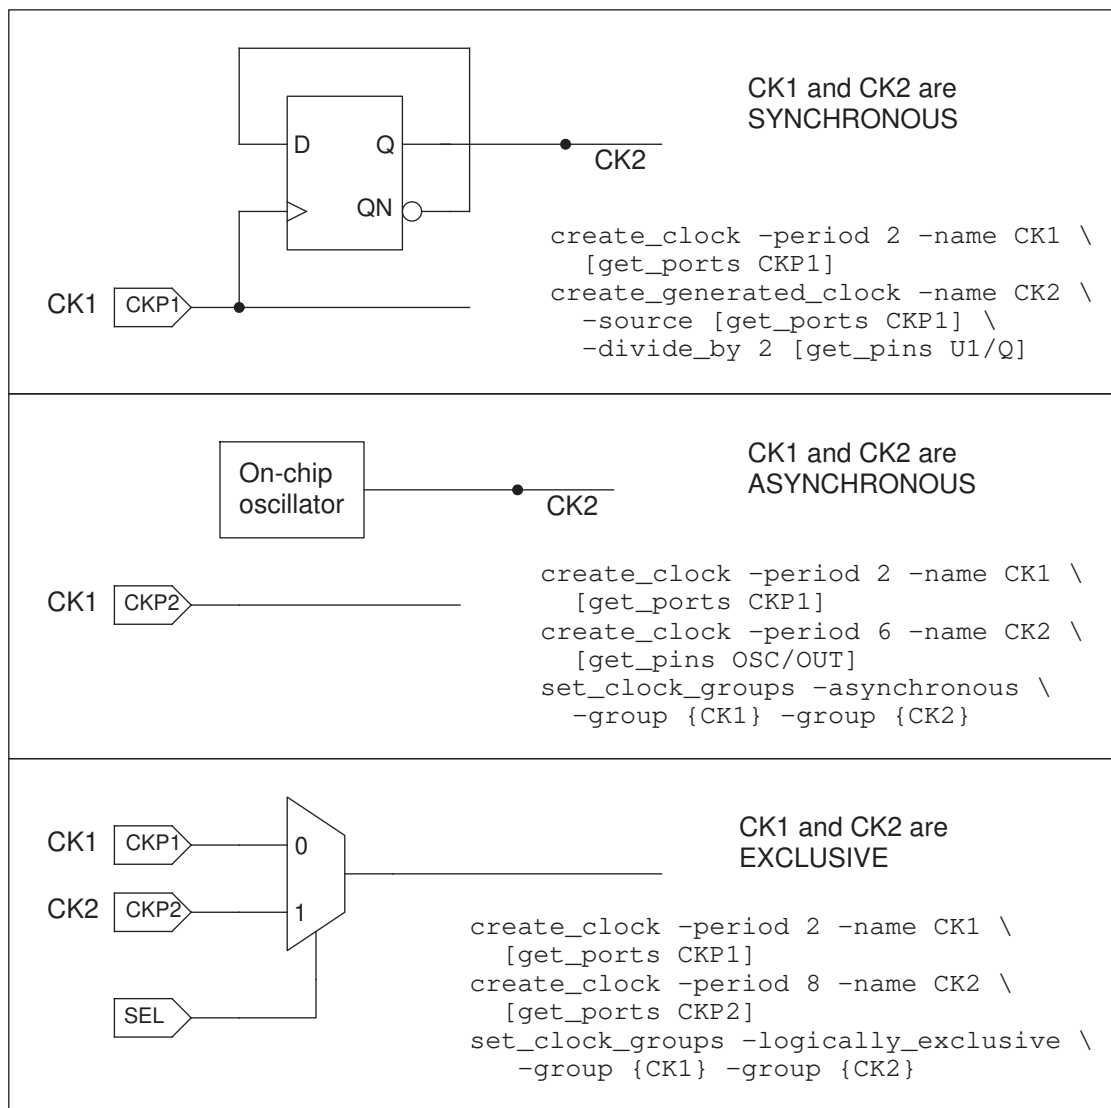 CK1 and CK2 are
SYNCHRONOUS
D Q
CK2
QN
create_clock -period 2 -name CK1 \
[get_ports CKP1]
create_generated_clock -name CK2 \
-source [get_ports CKP1] \
-divide_by 2 [get_pins U1/Q]
CK1 CKP1
CK1 and CK2 are
ASYNCHRONOUS
On-chip
oscillator
CK2
CK1 CKP2
create_clock -period 2 -name CK1 \
[get_ports CKP1]
create_clock -period 6 -name CK2 \
[get_pins OSC/OUT]
set_clock_groups -asynchronous \
-group {CK1} -group {CK2}
CK1 CKP1 0
CK2 CKP2 1
SEL
CK1 and CK2 are
EXCLUSIVE
create_clock -period 2 -name CK1 \
[get_ports CKP1]
create_clock -period 8 -name CK2 \
[get_ports CKP2]
set_clock_groups -logically_exclusive \
-group {CK1} -group {CK2}